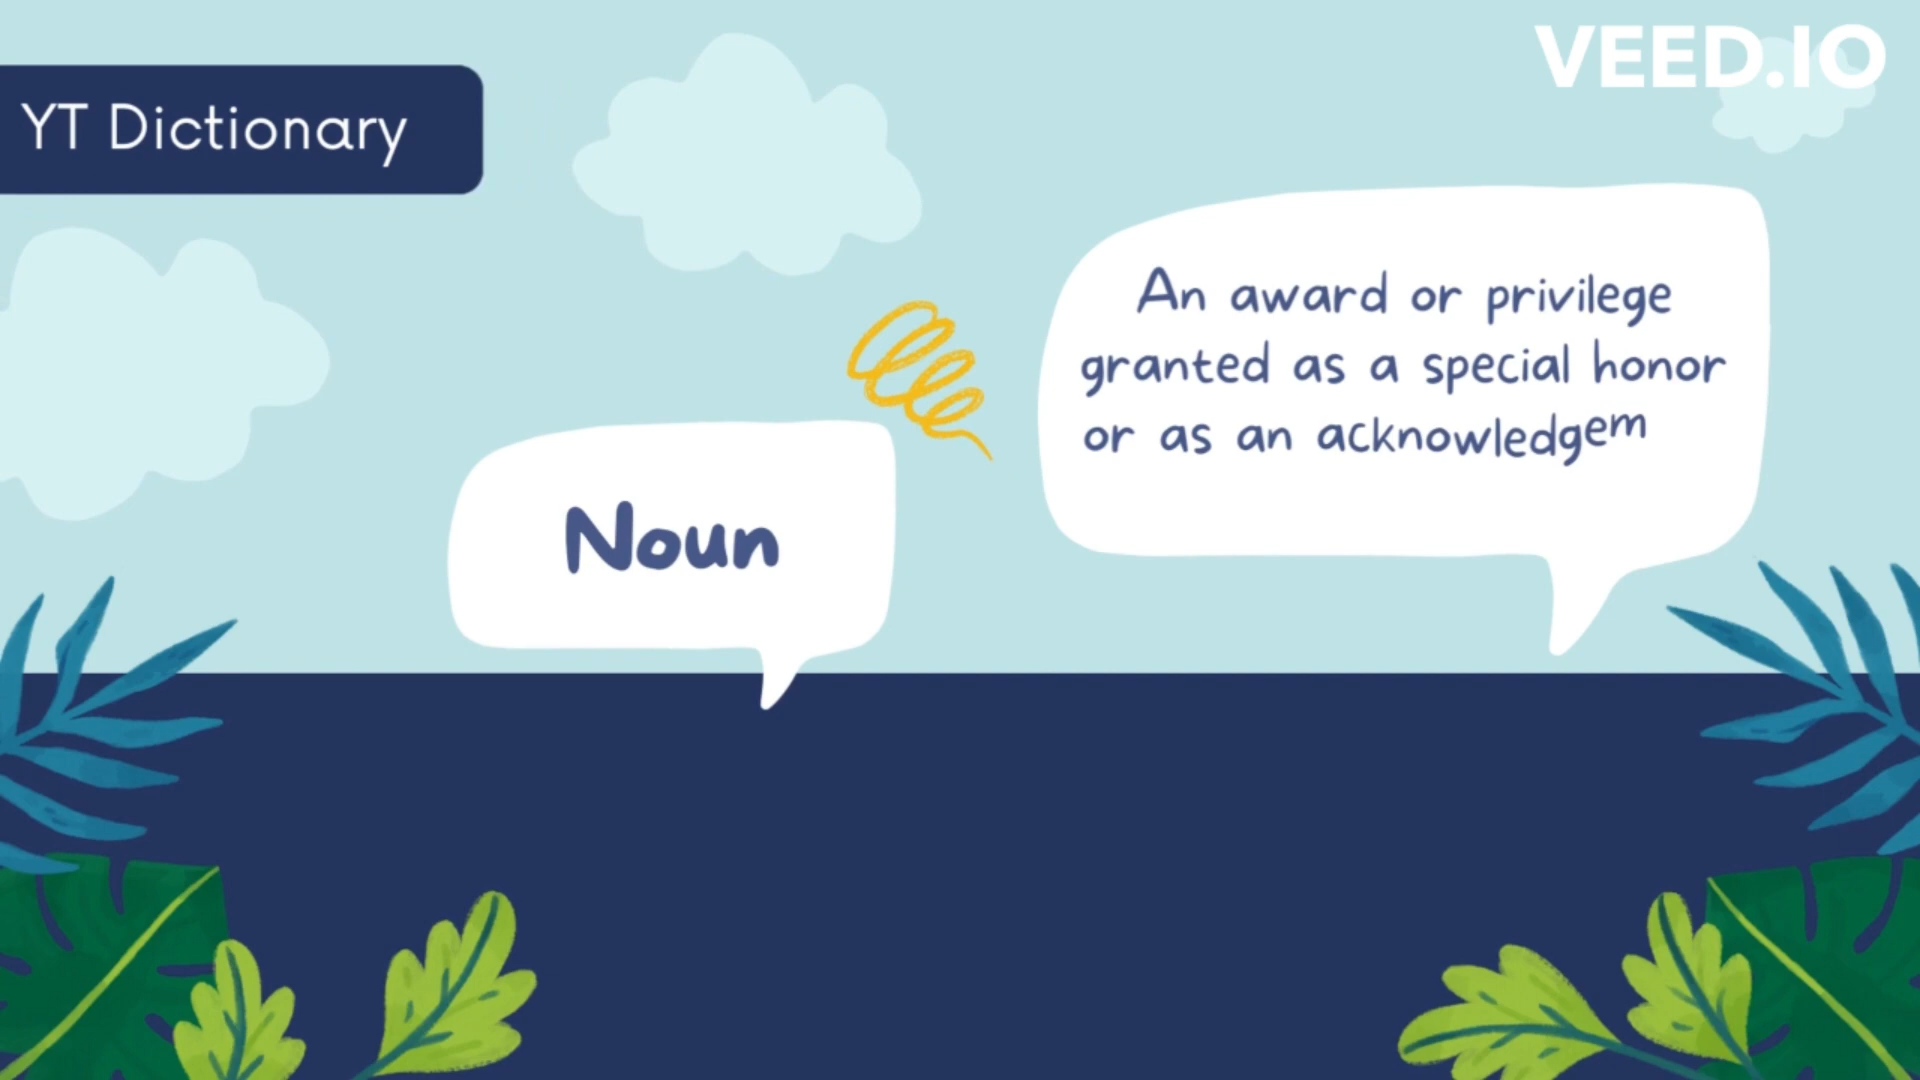 VEED.IO
YT Dictionary
An award or privilege
granted as a special honor
or as an acknowledgem
Noun